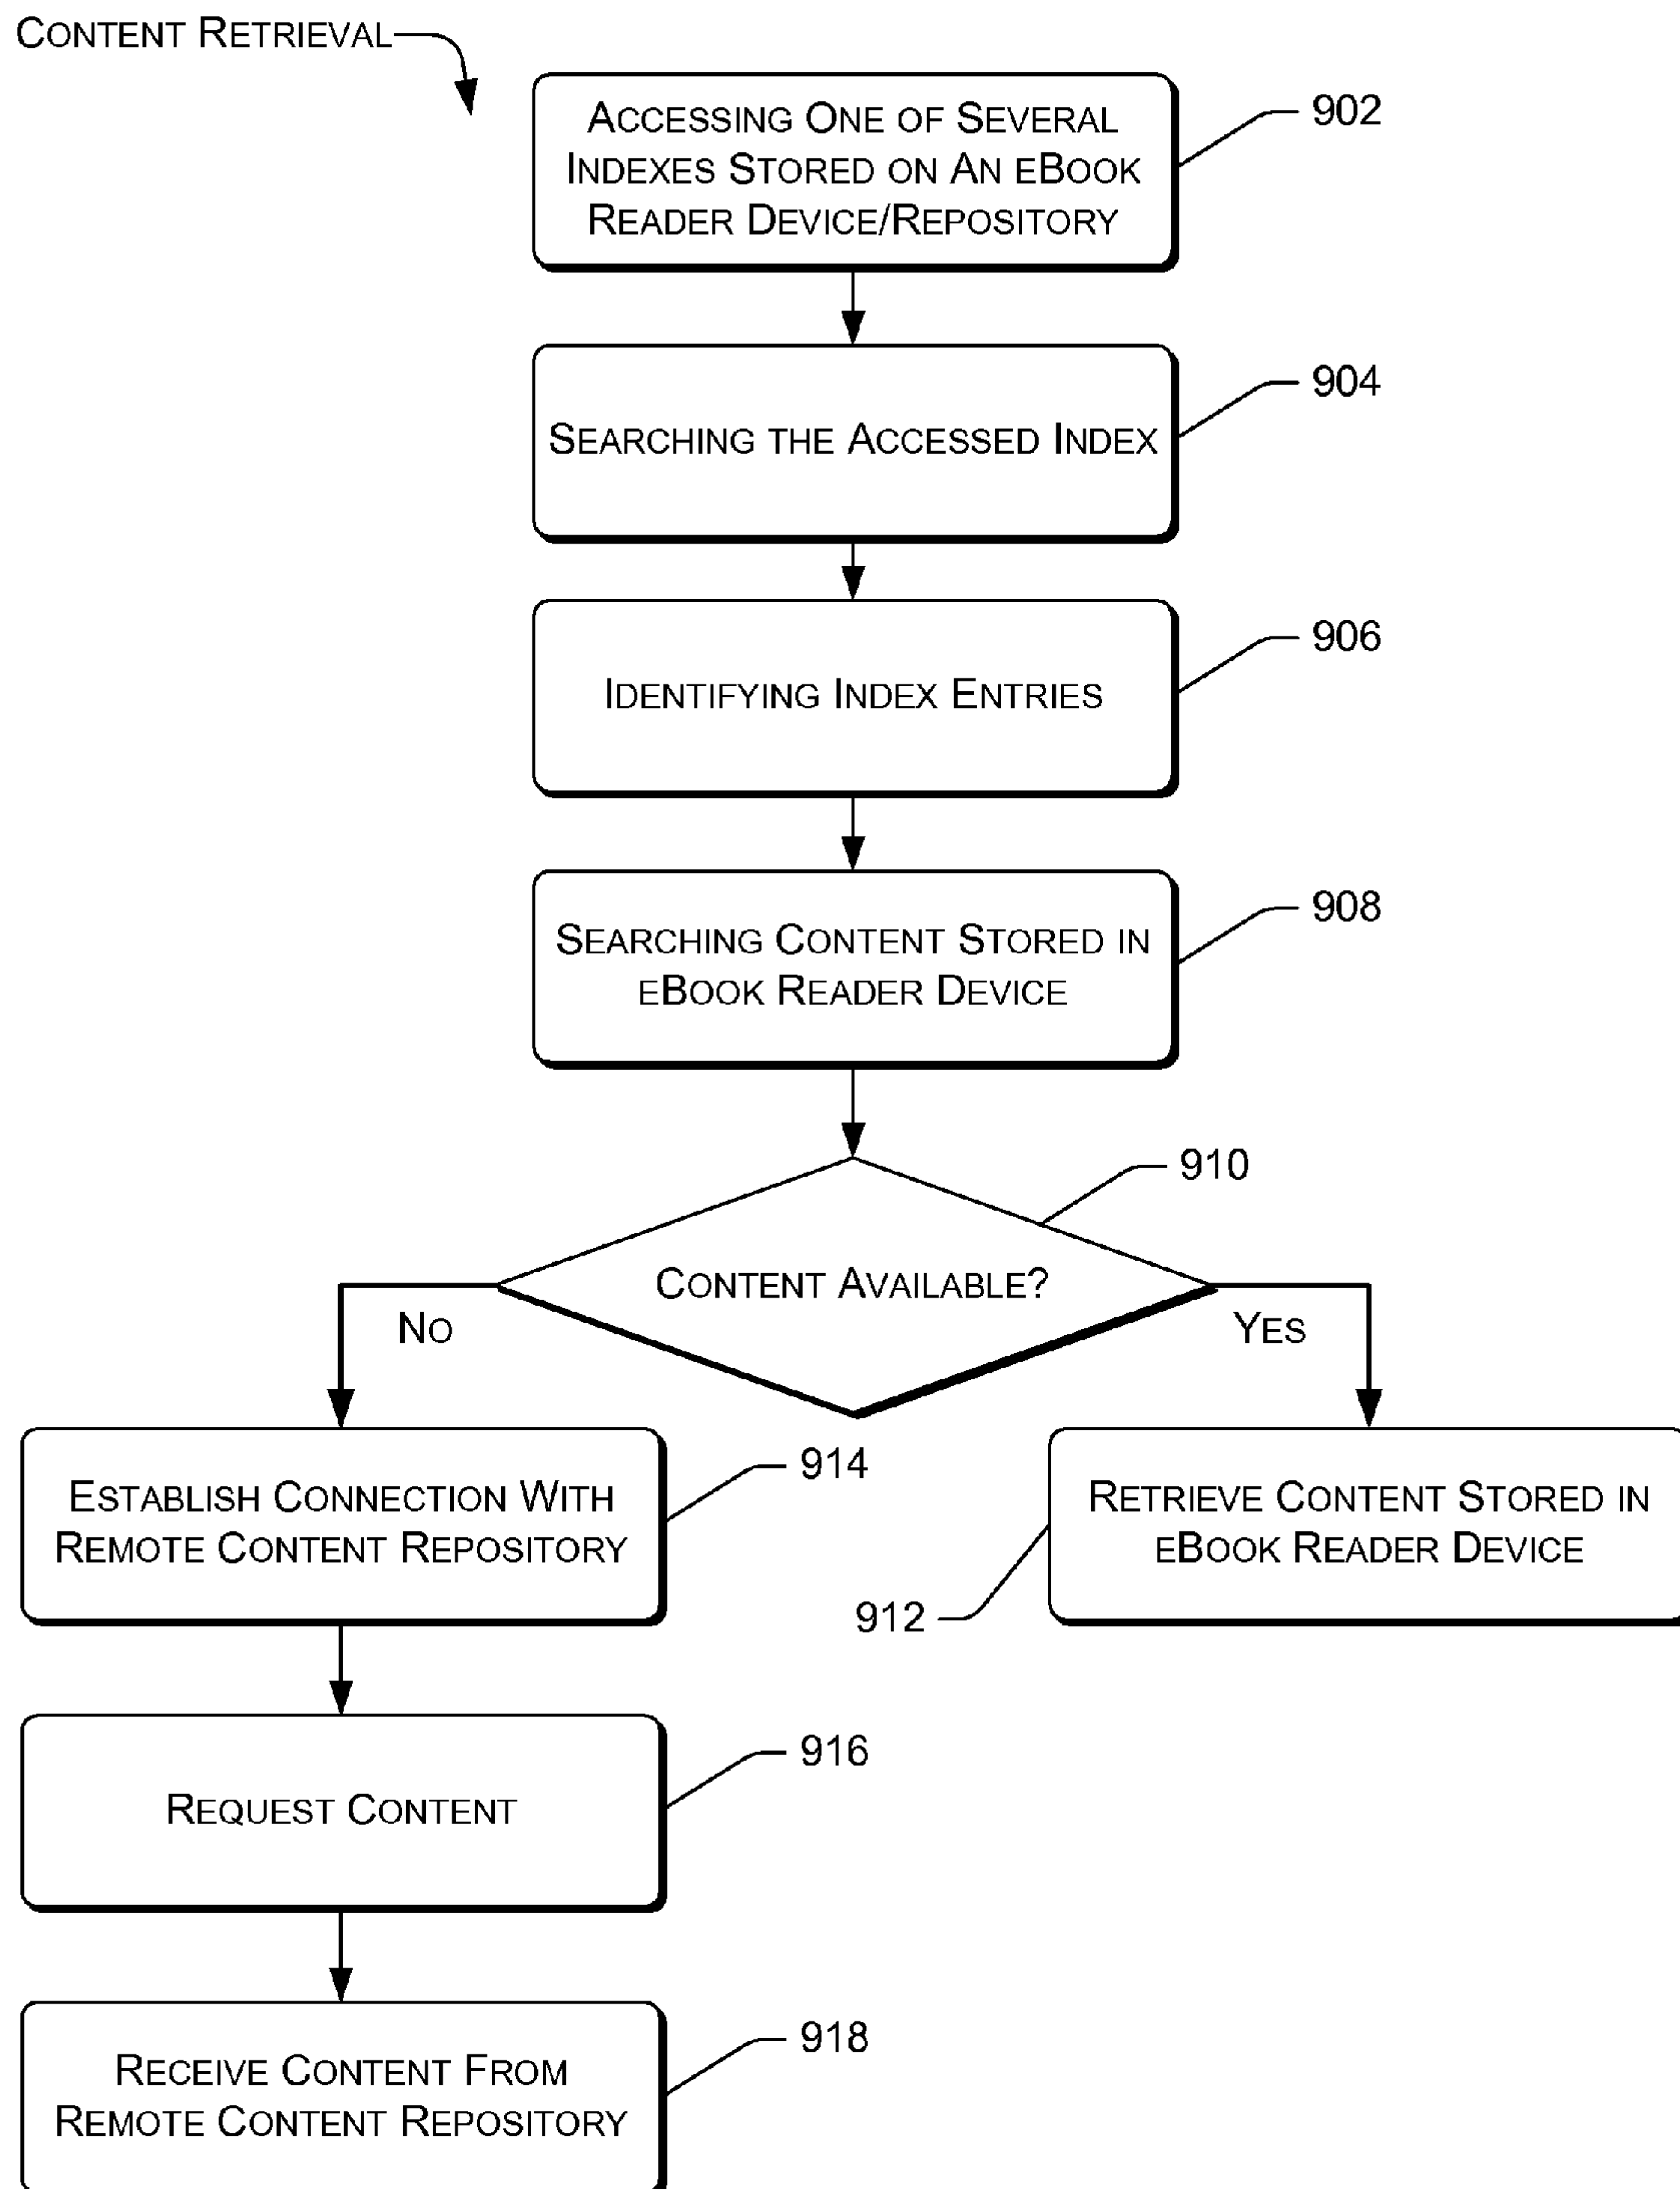 CONTENT RETRIEVAL
ACCESSING ONE OF SEVERAL
INDEXES STORED ON AN EBOOK
READER DEVICE/REPOSITORY
902
SEARCHING THE ACCESSED INDEX
904
IDENTIFYING INDEX ENTRIES
906
SEARCHING CONTENT STORED IN
EBOOK READER DEVICE
908
CONTENT AVAILABLE?
910
NO
YES
ESTABLISH CONNECTION WITH
REMOTE CONTENT REPOSITORY
914
RETRIEVE CONTENT STORED IN
EBOOK READER DEVICE
912
REQUEST CONTENT
916
RECEIVE CONTENT FROM
REMOTE CONTENT REPOSITORY
918